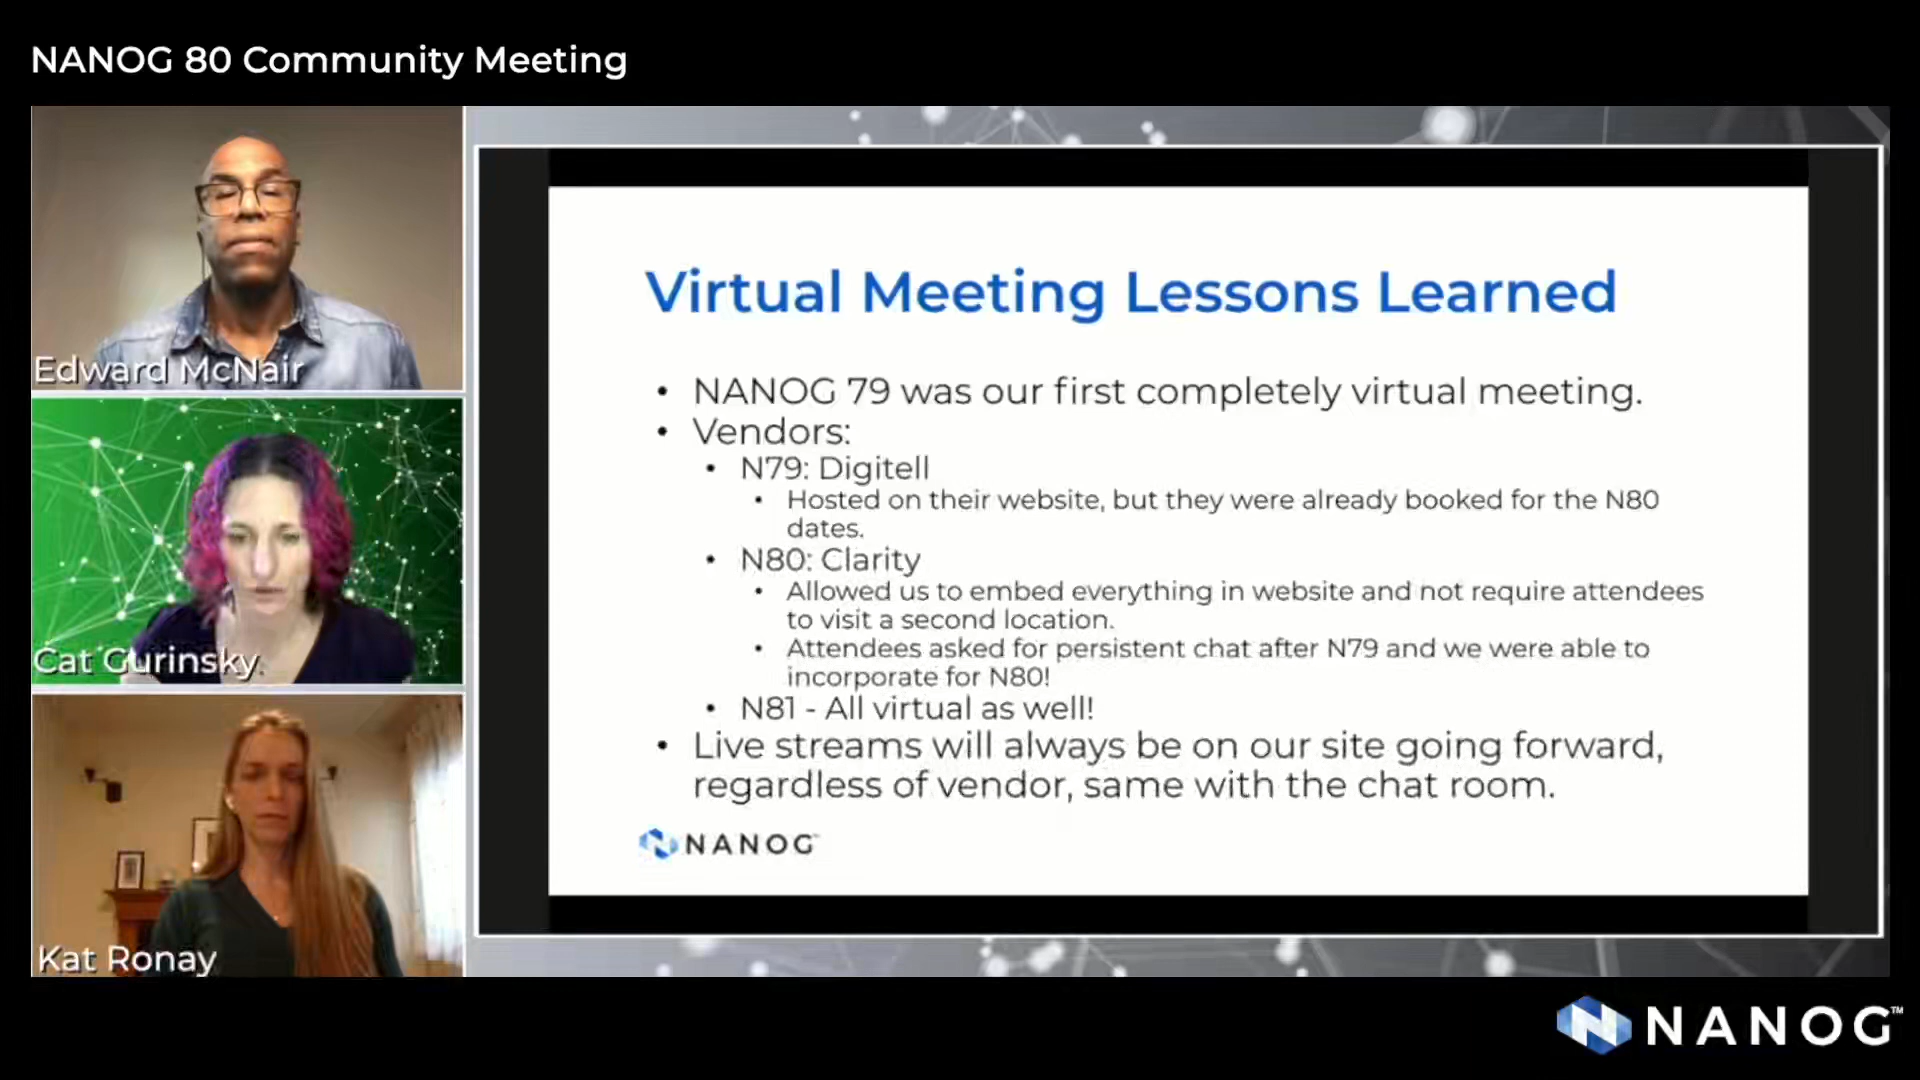 NANOG 80 Community Meeting
Edward McNair
Cat Gurinsky
Kat Ronay
Virtual Meeting Lessons Learned
• NANOG 79 was our first completely virtual meeting.
• Vendors:
• N79: Digitell
• Hosted on their website, but they were already booked for the N80
dates.
• N80: Clarity
• Allowed us to embed everything in website and not require attendees
to visit a second location.
• Attendees asked for persistent chat after N79 and we were able to
incorporate for N80!
• N81 - All virtual as well!
• Live streams will always be on our site going forward,
regardless of vendor, same with the chat room.
NANOG™
NANOG™